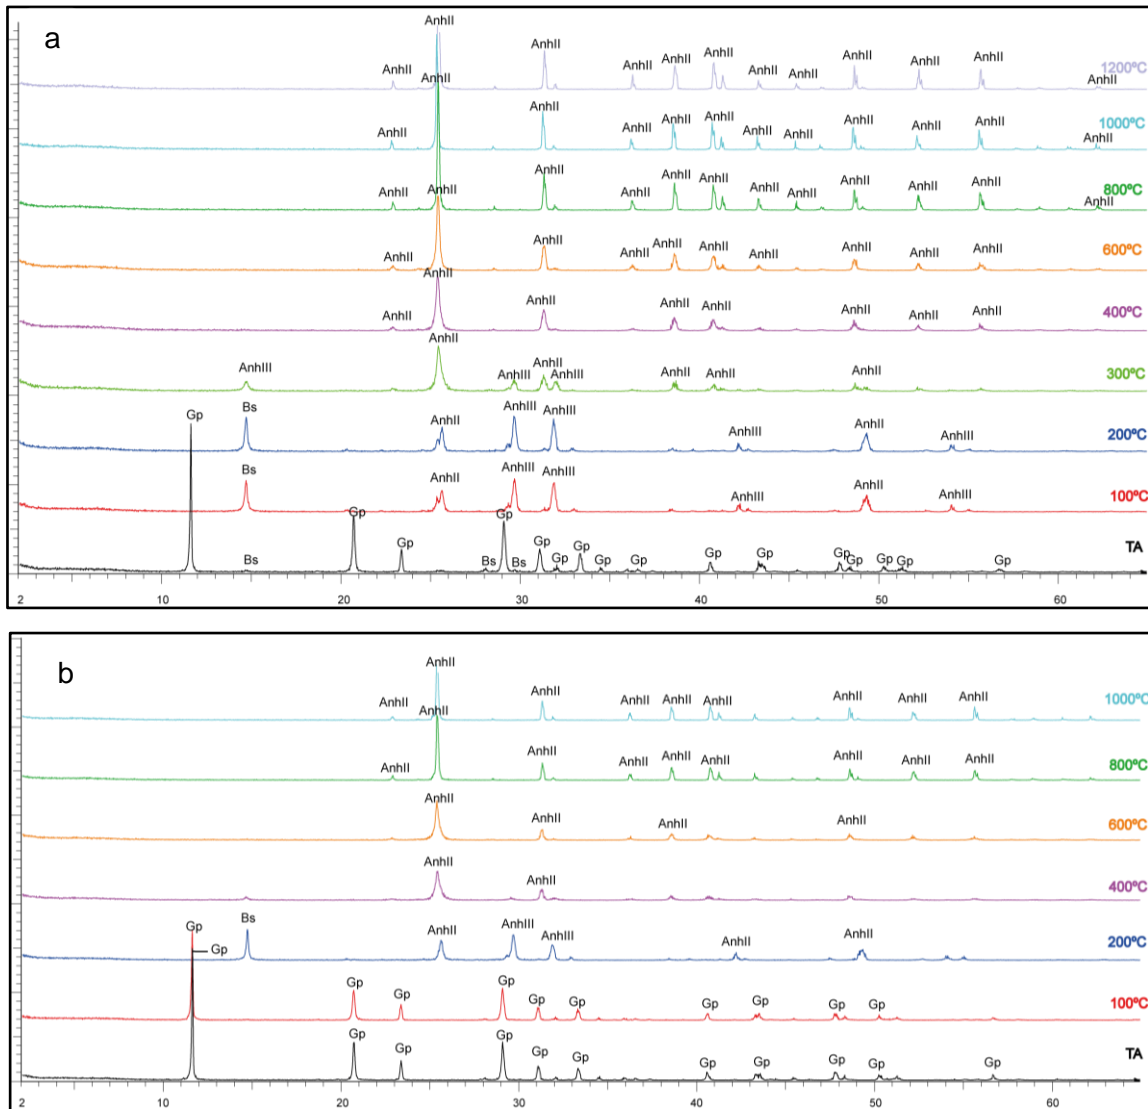 a
AnhII
AnhII AnhII AnhII AnhII AnhII AnhII AnhII AnhII AnhII AnhII AnhII 1200ºC
AnhII AnhII AnhII AnhII AnhII AnhII AnhII AnhII AnhII AnhII AnhII AnhII 1000ºC
AnhII AnhII AnhII AnhII AnhII AnhII AnhII AnhII AnhII AnhII AnhII AnhII 800ºC
AnhII AnhII AnhII AnhII AnhII AnhII AnhII AnhII AnhII AnhII 600ºC
AnhII AnhII AnhII AnhII AnhII AnhII AnhII AnhII 400ºC
AnhIII AnhII AnhIII AnhII AnhIII AnhII AnhII AnhII 300ºC
Bs AnhII AnhIII AnhIII AnhIII AnhII AnhIII 200ºC
Bs AnhII AnhIII AnhIII AnhIII AnhII AnhIII 100ºC
Gp Bs Gp Gp Bs Gp Bs Gp Gp Gp Gp Gp Gp Gp Gp Gp Gp Gp Gp TA
2 10 20 30 40 50 60
b
AnhII AnhII AnhII AnhII AnhII AnhII AnhII AnhII AnhII 1000ºC
AnhII AnhII AnhII AnhII AnhII AnhII AnhII AnhII AnhII 800ºC
AnhII AnhII AnhII AnhII 600ºC
AnhII AnhII 400ºC
Bs AnhII AnhIII AnhIII AnhII AnhII 200ºC
Gp Gp Gp Gp Gp Gp Gp Gp Gp Gp 100ºC
Gp Gp Gp Gp Gp Gp Gp Gp Gp Gp Gp TA
2 10 20 30 40 50 60